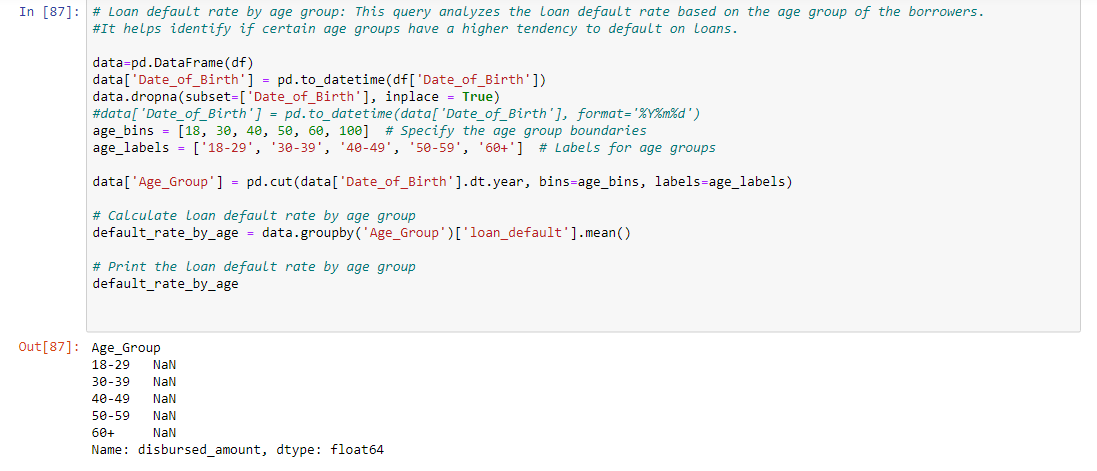 In [87]: # Loan default rate by age group: This query analyzes the loan default rate based on the age group of the borrowers.
#It helps identify if certain age groups have a higher tendency to default on loans.
data=pd.DataFrame(df)
data['Date_of_Birth'] = pd.to_datetime(df['Date_of_Birth'])
data.dropna(subset=['Date_of_Birth'], inplace = True)
#data['Date_of_Birth'] = pd.to_datetime(data['Date_of_Birth'], format='%Y%m%d')
age_bins = [18, 30, 40, 50, 60, 100]  # Specify the age group boundaries
age_labels = ['18-29', '30-39', '40-49', '50-59', '60+']  # Labels for age groups
data['Age_Group'] = pd.cut(data['Date_of_Birth'].dt.year, bins=age_bins, labels=age_labels)
# Calculate loan default rate by age group
default_rate_by_age = data.groupby('Age_Group')['loan_default'].mean()
# Print the loan default rate by age group
default_rate_by_age
Out[87]: Age_Group
18-29   NaN
30-39   NaN
40-49   NaN
50-59   NaN
60+     NaN
Name: disbursed_amount, dtype: float64